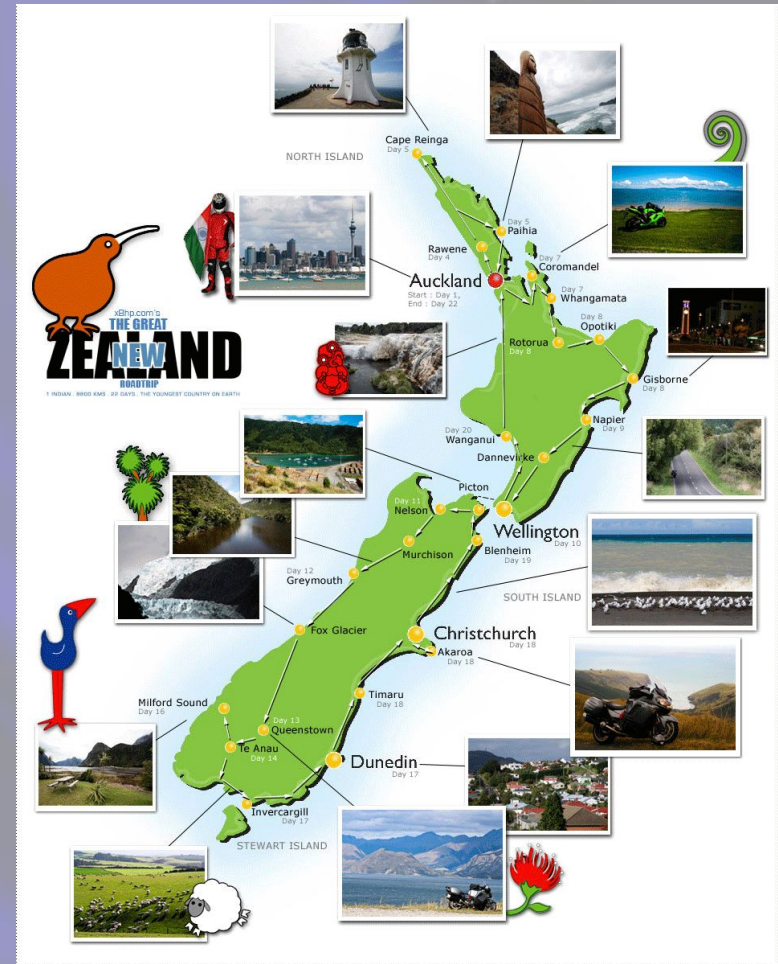 Cape Reinga
Day 5
NORTH ISLAND
Day 5
Paihia
Rawene
Day 4
Day 7
Coromandel
Auckland
Start : Day 1,
End : Day 22
Day 7
Whangamata
xBhp.com's
THE GREAT
ZEALAND
NEW
ROADTRIP
1 INDIAN . 8900 KMS . 22 DAYS . THE YOUNGEST COUNTRY ON EARTH
Day 8
Opotiki
Rotorua
Day 8
Gisborne
Day 8
Napier
Day 9
Day 20
Wanganui
Dannevirke
Picton
Day 11
Nelson
Wellington
Day 10
Murchison
Blenheim
Day 19
Day 12
Greymouth
SOUTH ISLAND
Fox Glacier
Christchurch
Day 18
Akaroa
Day 18
Timaru
Day 18
Milford Sound
Day 16
Day 13
Queenstown
Te Anau
Day 14
Dunedin
Day 17
Invercargill
Day 17
STEWART ISLAND